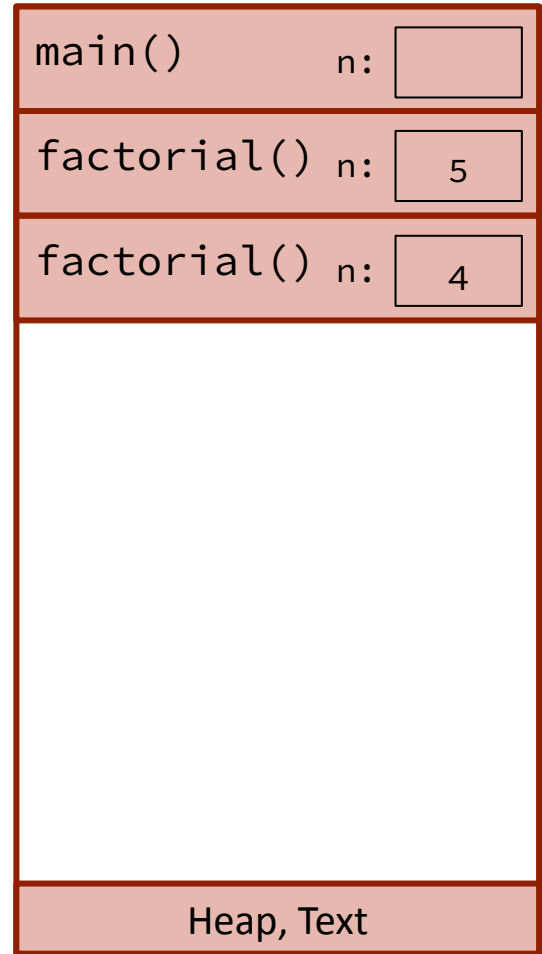 main() n:
factorial() n: 5
factorial() n: 4
Heap, Text